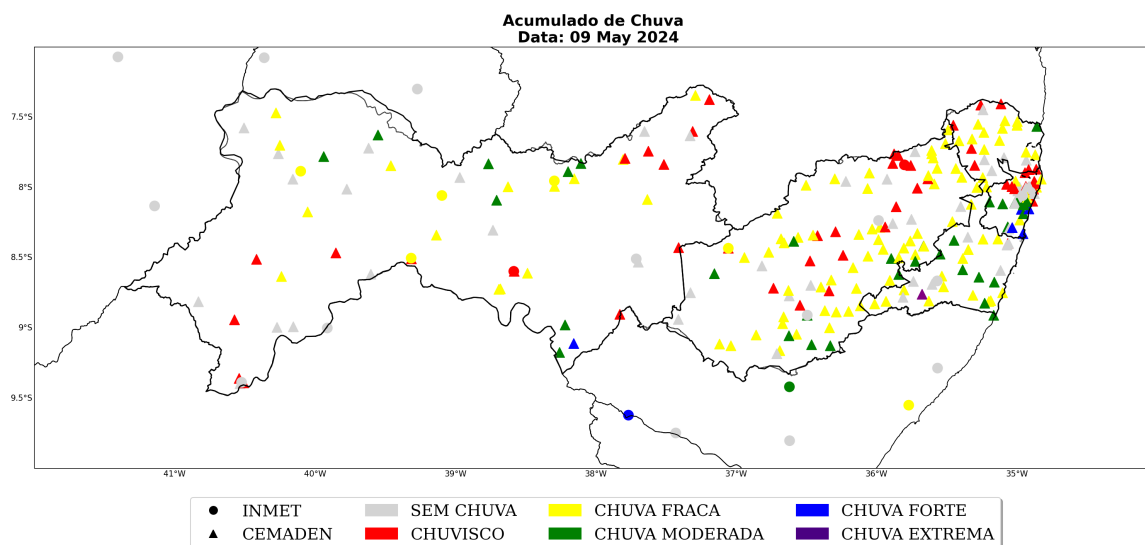 Acumulado de Chuva
Data: 09 May 2024
7.5°S
8°S
8.5°S
9°S
9.5°S
41°W 40°W 39°W 38°W 37°W 36°W 35°W
INMET SEM CHUVA CHUVA FRACA CHUVA FORTE
CEMADEN CHUVISCO CHUVA MODERADA CHUVA EXTREMA